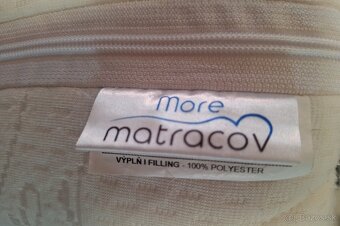 more
matracov
VÝPLŇ I FILLING - 100% POLYESTER